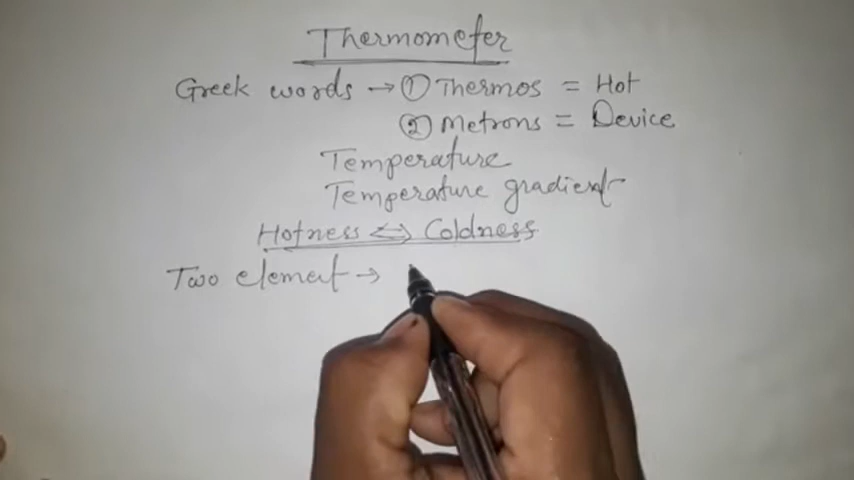 Thermometer
Greek words → ① Thermos = Hot
② Metrons = Device
Temperature
Temperature gradient
Hotness ⇔ Coldness
Two element →